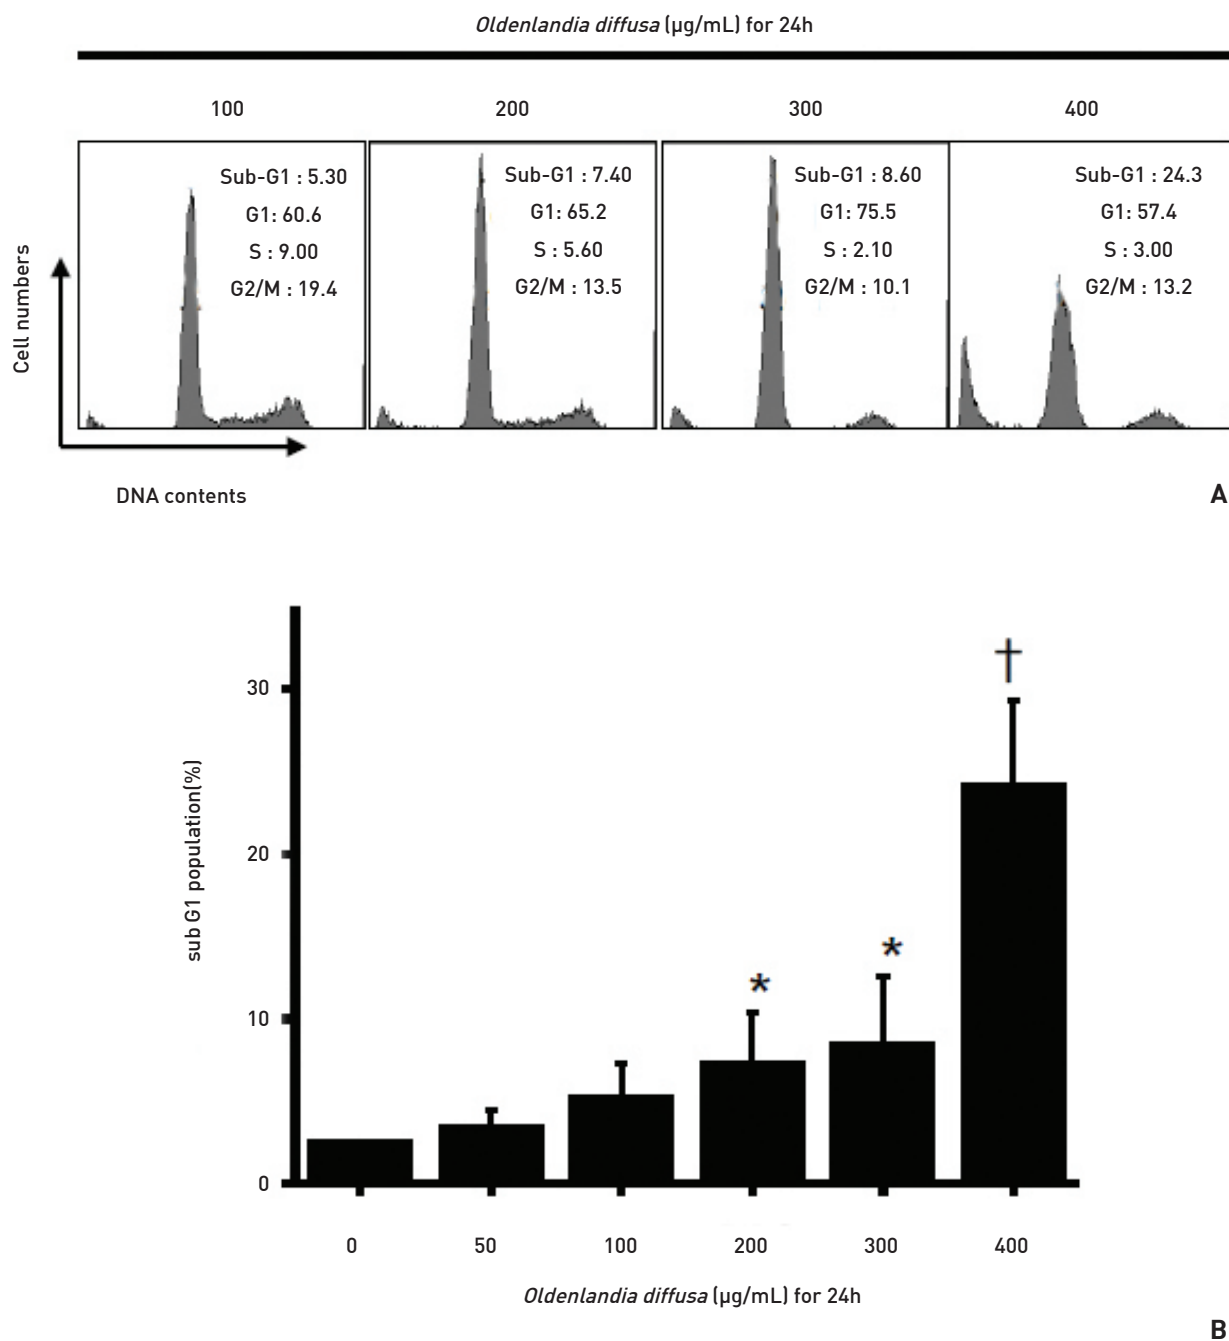 Oldenlandia diffusa (µg/mL) for 24h
100 200 300 400
Sub-G1 : 5.30
G1: 60.6
S : 9.00
G2/M : 19.4
Sub-G1 : 7.40
G1: 65.2
S : 5.60
G2/M : 13.5
Sub-G1 : 8.60
G1: 75.5
S : 2.10
G2/M : 10.1
Sub-G1 : 24.3
G1: 57.4
S : 3.00
G2/M : 13.2
Cell numbers
DNA contents
A
sub G1 population(%)
30
20
10
0
†
*
*
0 50 100 200 300 400
Oldenlandia diffusa (µg/mL) for 24h
B